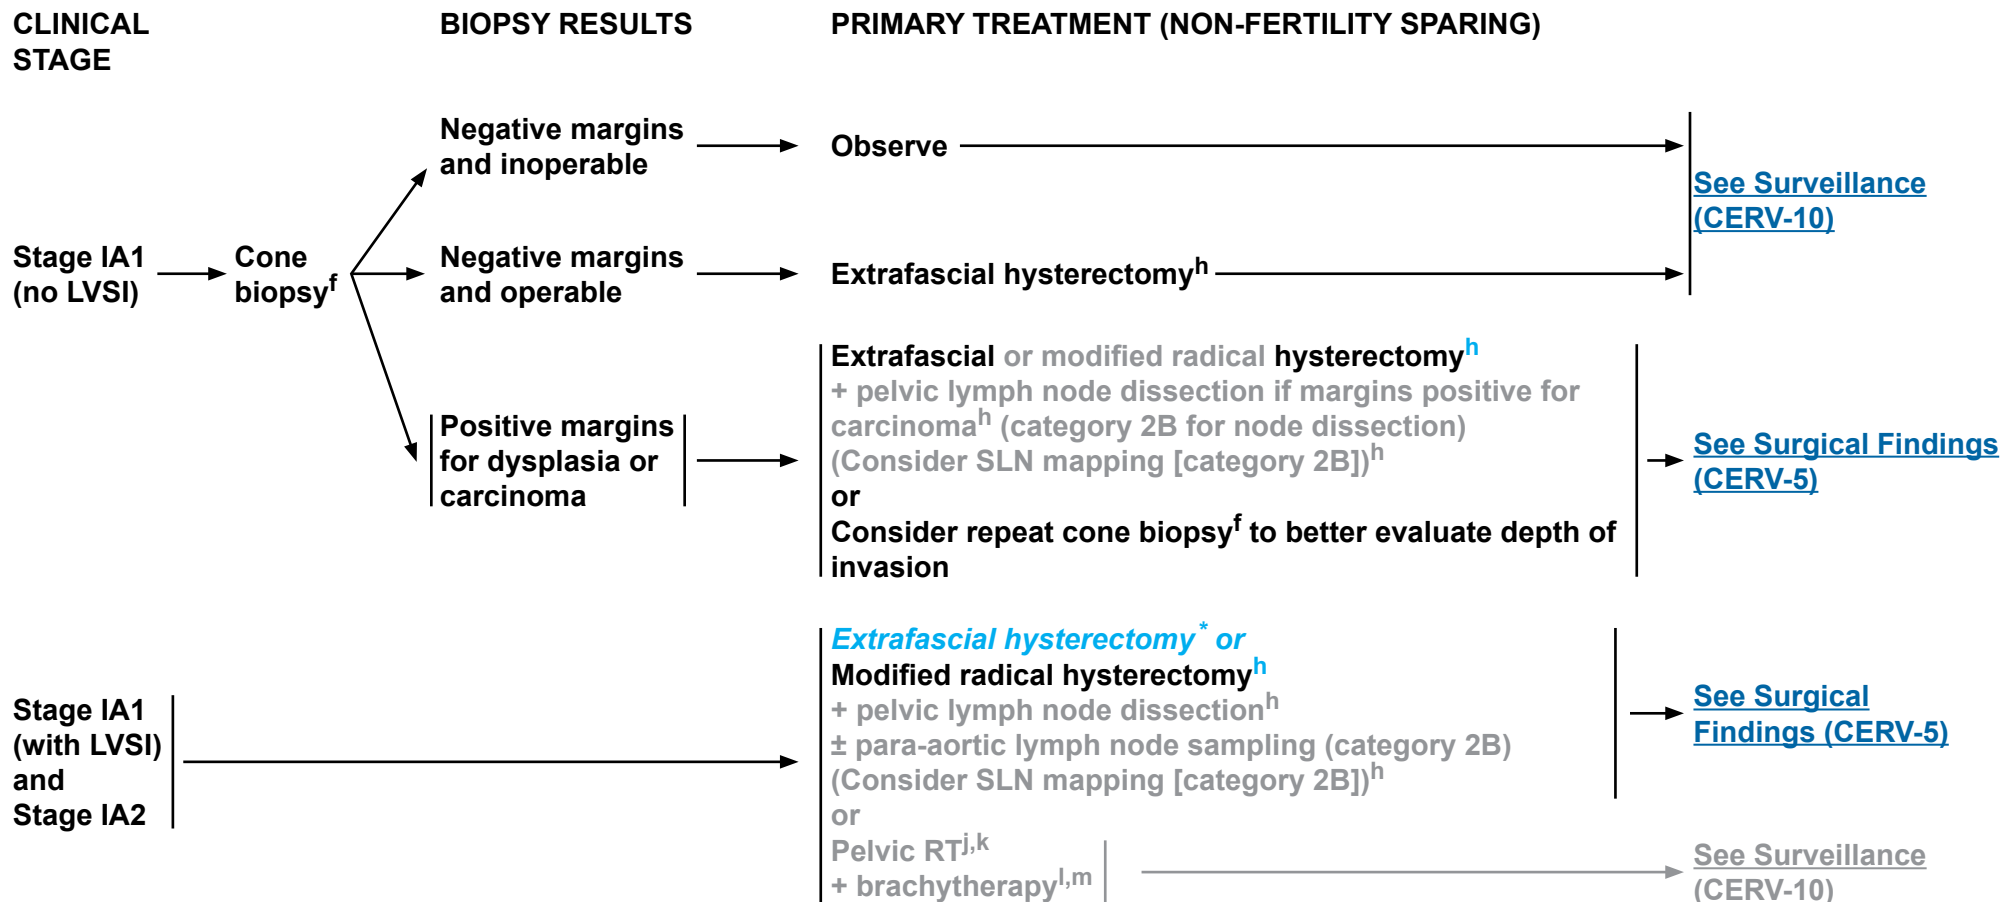 CLINICAL
STAGE
BIOPSY RESULTS
PRIMARY TREATMENT (NON-FERTILITY SPARING)
Stage IA1
(no LVSI)
Cone
biopsyf
Negative margins
and inoperable
Observe
Negative margins
and operable
Extrafascial hysterectomyh
See Surveillance
(CERV-10)
Positive margins
for dysplasia or
carcinoma
Extrafascial or modified radical hysterectomyh
+ pelvic lymph node dissection if margins positive for
carcinomah (category 2B for node dissection)
(Consider SLN mapping [category 2B])h
or
Consider repeat cone biopsyf to better evaluate depth of
invasion
See Surgical Findings
(CERV-5)
Stage IA1
(with LVSI)
and
Stage IA2
Extrafascial hysterectomy* or
Modified radical hysterectomyh
+ pelvic lymph node dissectionh
± para-aortic lymph node sampling (category 2B)
(Consider SLN mapping [category 2B])h
or
Pelvic RTj,k
+ brachytherapyl,m
See Surgical
Findings (CERV-5)
See Surveillance
(CERV-10)